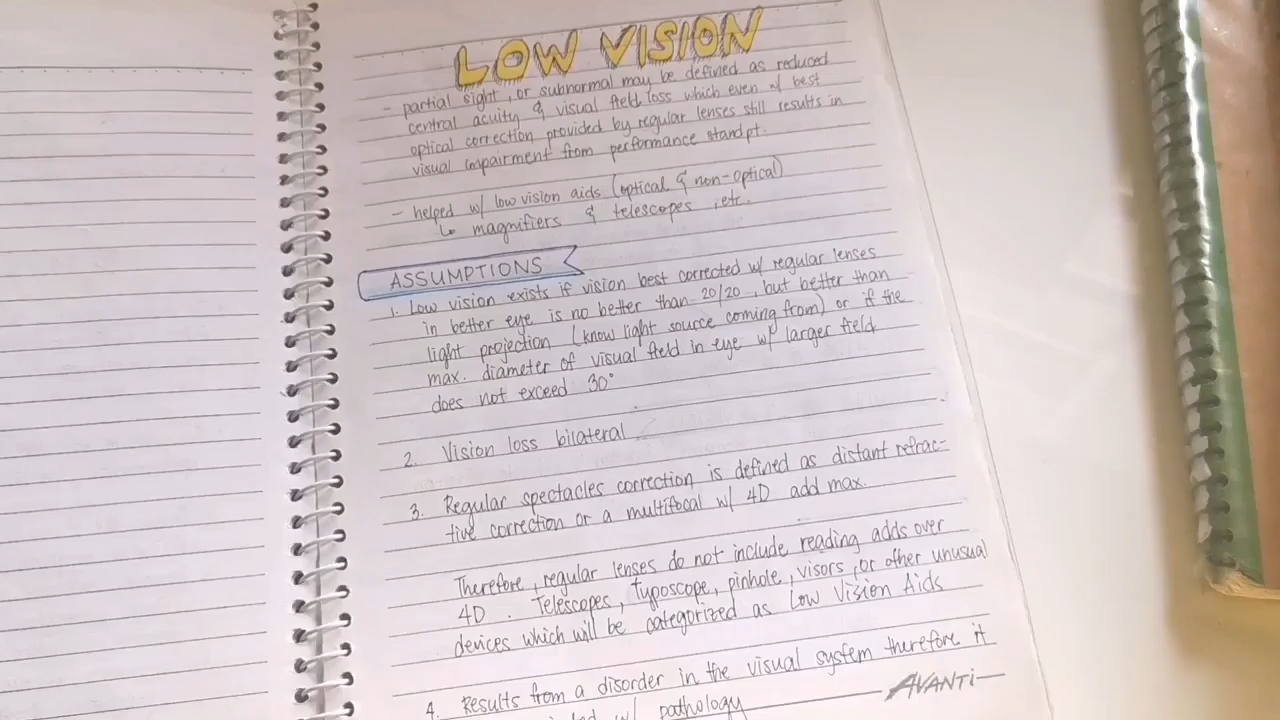 LOW VISION
- partial sight, or subnormal may be defined as reduced
central acuity & visual field loss which even w/ best
optical correction provided by regular lenses still results in
visual impairment from performance standpt.
- helped w/ low vision aids (optical & non-optical)
↳ magnifiers & telescopes, etc.
ASSUMPTIONS
1. Low vision exists if vision best corrected w/ regular lenses
in better eye is no better than 20/20, but better than
light projection (know light source coming from) or if the
max. diameter of visual field in eye w/ larger field
does not exceed 30°
2. Vision loss bilateral
3. Regular spectacles correction is defined as distant refrac-
tive correction or a multifocal w/ 4D add max.
Therefore, regular lenses do not include reading adds over
4D. Telescopes, Typoscope, pinhole, visors, or other unusual
devices which will be categorized as Low Vision Aids
4. Results from a disorder in the visual system therefore it
w/ pathology
AVANTi